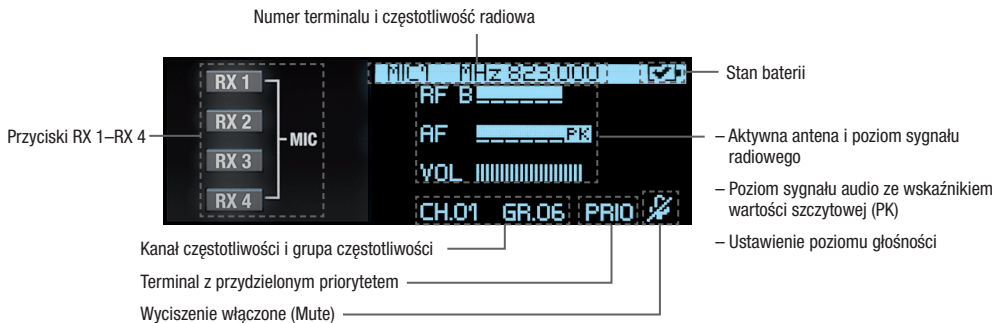 Numer terminalu i częstotliwość radiowa
MIC1 MHz 823.000
Stan baterii
RX 1
RX 2
RX 3
RX 4
MIC
Przyciski RX 1–RX 4
RF B
AF PK
VOL
CH.01 GR.06 PRIO
– Aktywna antena i poziom sygnału
radiowego
– Poziom sygnału audio ze wskaźnikiem
wartości szczytowej (PK)
– Ustawienie poziomu głośności
Kanał częstotliwości i grupa częstotliwości
Terminal z przydzielonym priorytetem
Wyciszenie włączone (Mute)